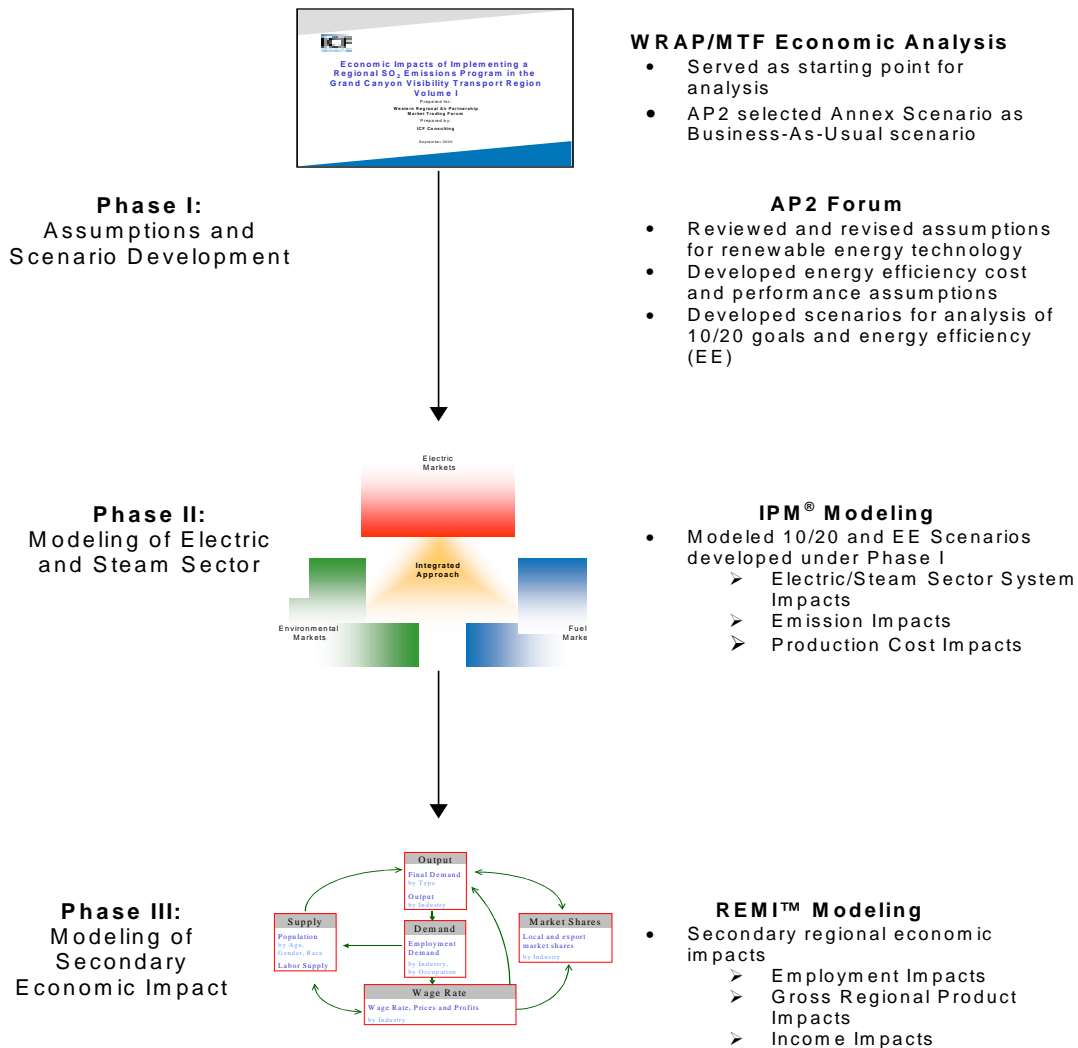 ICF
Economic Impacts of Implementing a
Regional SO2 Emissions Program in the
Grand Canyon Visibility Transport Region
Volume I
Prepared for:
Western Regional Air Partnership
Market Trading Forum
Prepared by:
ICF Consulting
September 2000
WRAP/MTF Economic Analysis
• Served as starting point for
analysis
• AP2 selected Annex Scenario as
Business-As-Usual scenario
Phase I:
Assumptions and
Scenario Development
AP2 Forum
• Reviewed and revised assumptions
for renewable energy technology
• Developed energy efficiency cost
and performance assumptions
• Developed scenarios for analysis of
10/20 goals and energy efficiency
(EE)
Electric
Markets
Integrated
Approach
Environmental
Markets
Fuel
Marke
Phase II:
Modeling of Electric
and Steam Sector
IPM® Modeling
• Modeled 10/20 and EE Scenarios
developed under Phase I
➢ Electric/Steam Sector System
Impacts
➢ Emission Impacts
➢ Production Cost Impacts
Phase III:
Modeling of
Secondary
Economic Impact
Output
Final Demand
by Type
Output
by Industry
Supply
Population
by Age,
Gender, Race
Labor Supply
Demand
Employment
Demand
by Industry,
by Occupation
Market Shares
Local and export
market shares
by Industry
Wage Rate
Wage Rate, Prices and Profits
by Industry
REMI™ Modeling
• Secondary regional economic
impacts
➢ Employment Impacts
➢ Gross Regional Product
Impacts
➢ Income Impacts